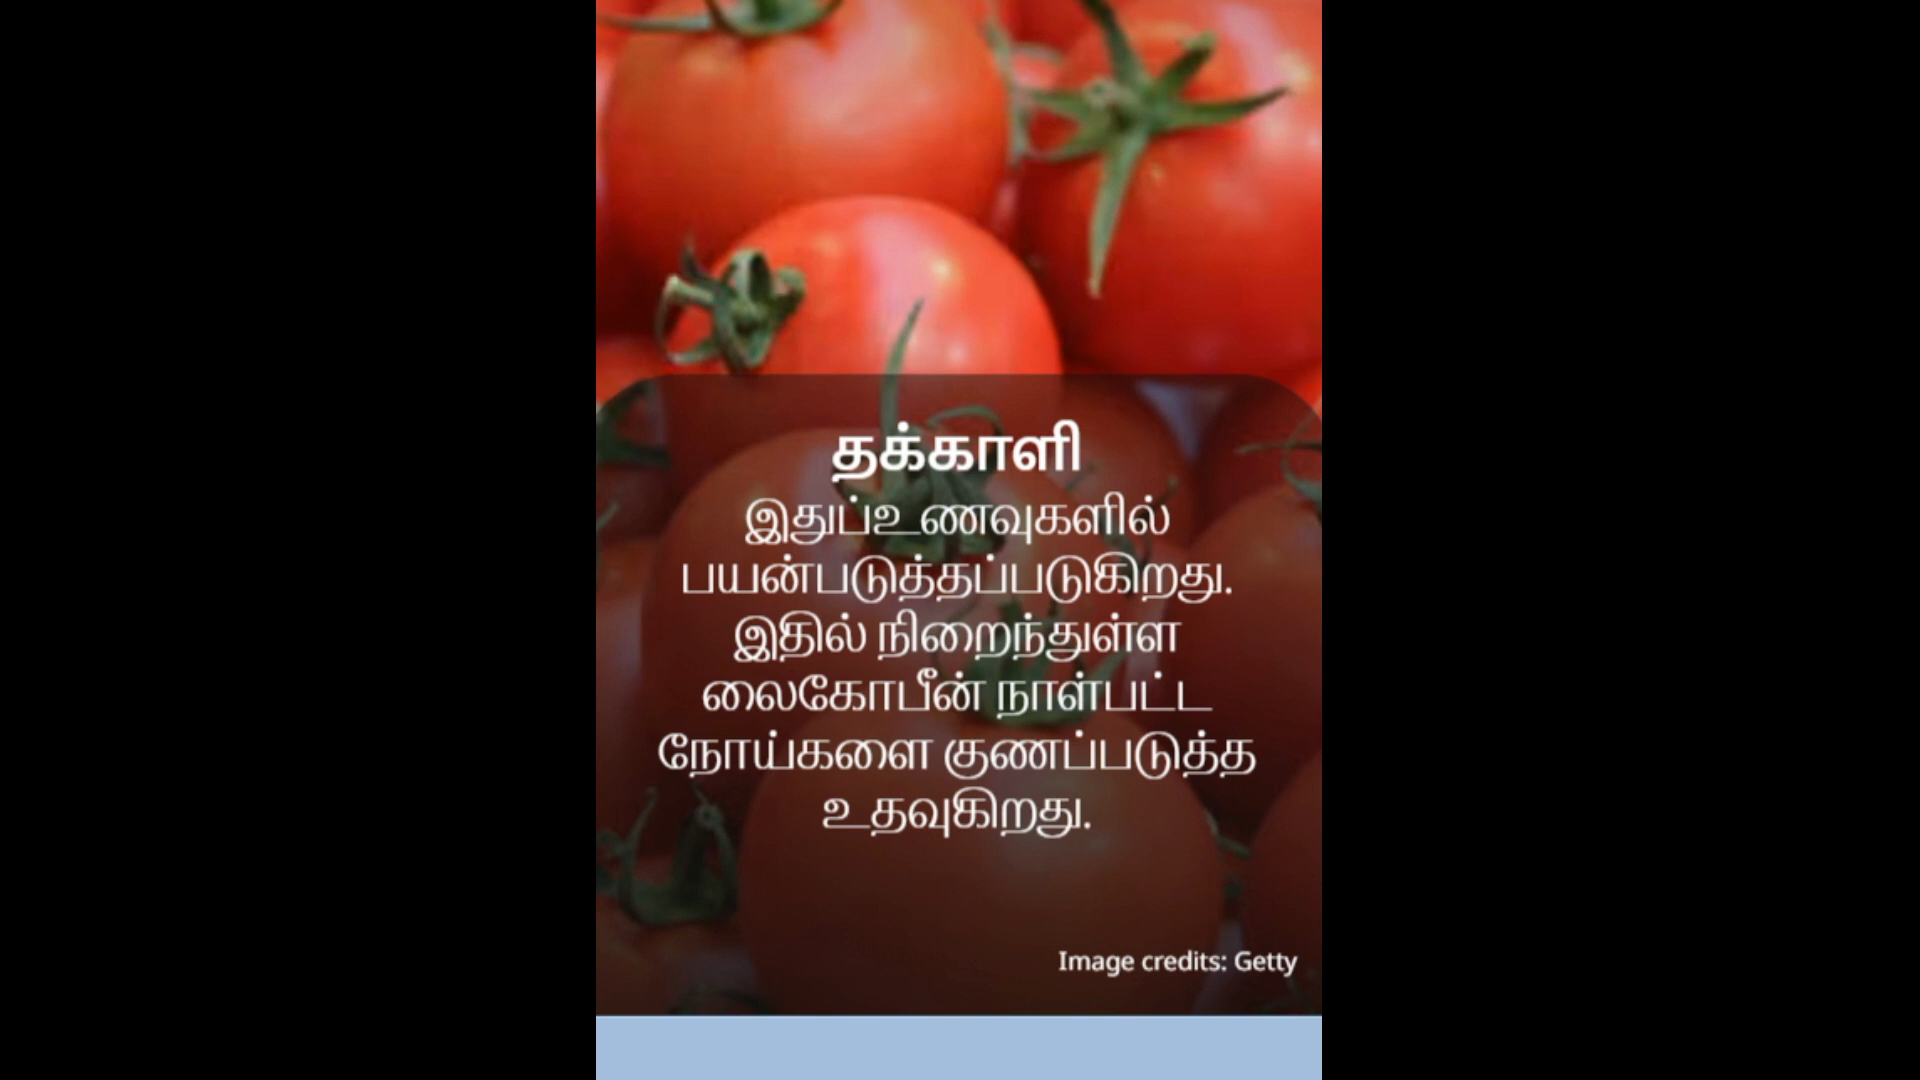 தக்காளி
இதுப்உணவுகளில்
பயன்படுத்தப்படுகிறது.
இதில் நிறைந்துள்ள
லைகோபீன் நாள்பட்ட
நோய்களை குணப்படுத்த
உதவுகிறது.
Image credits: Getty